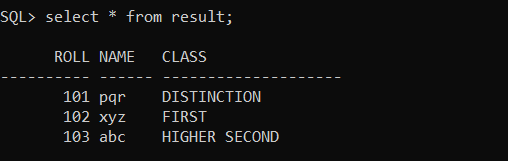 SQL> select * from result;
ROLL NAME   CLASS
---------- ------ --------------------
101 pqr    DISTINCTION
102 xyz    FIRST
103 abc    HIGHER SECOND